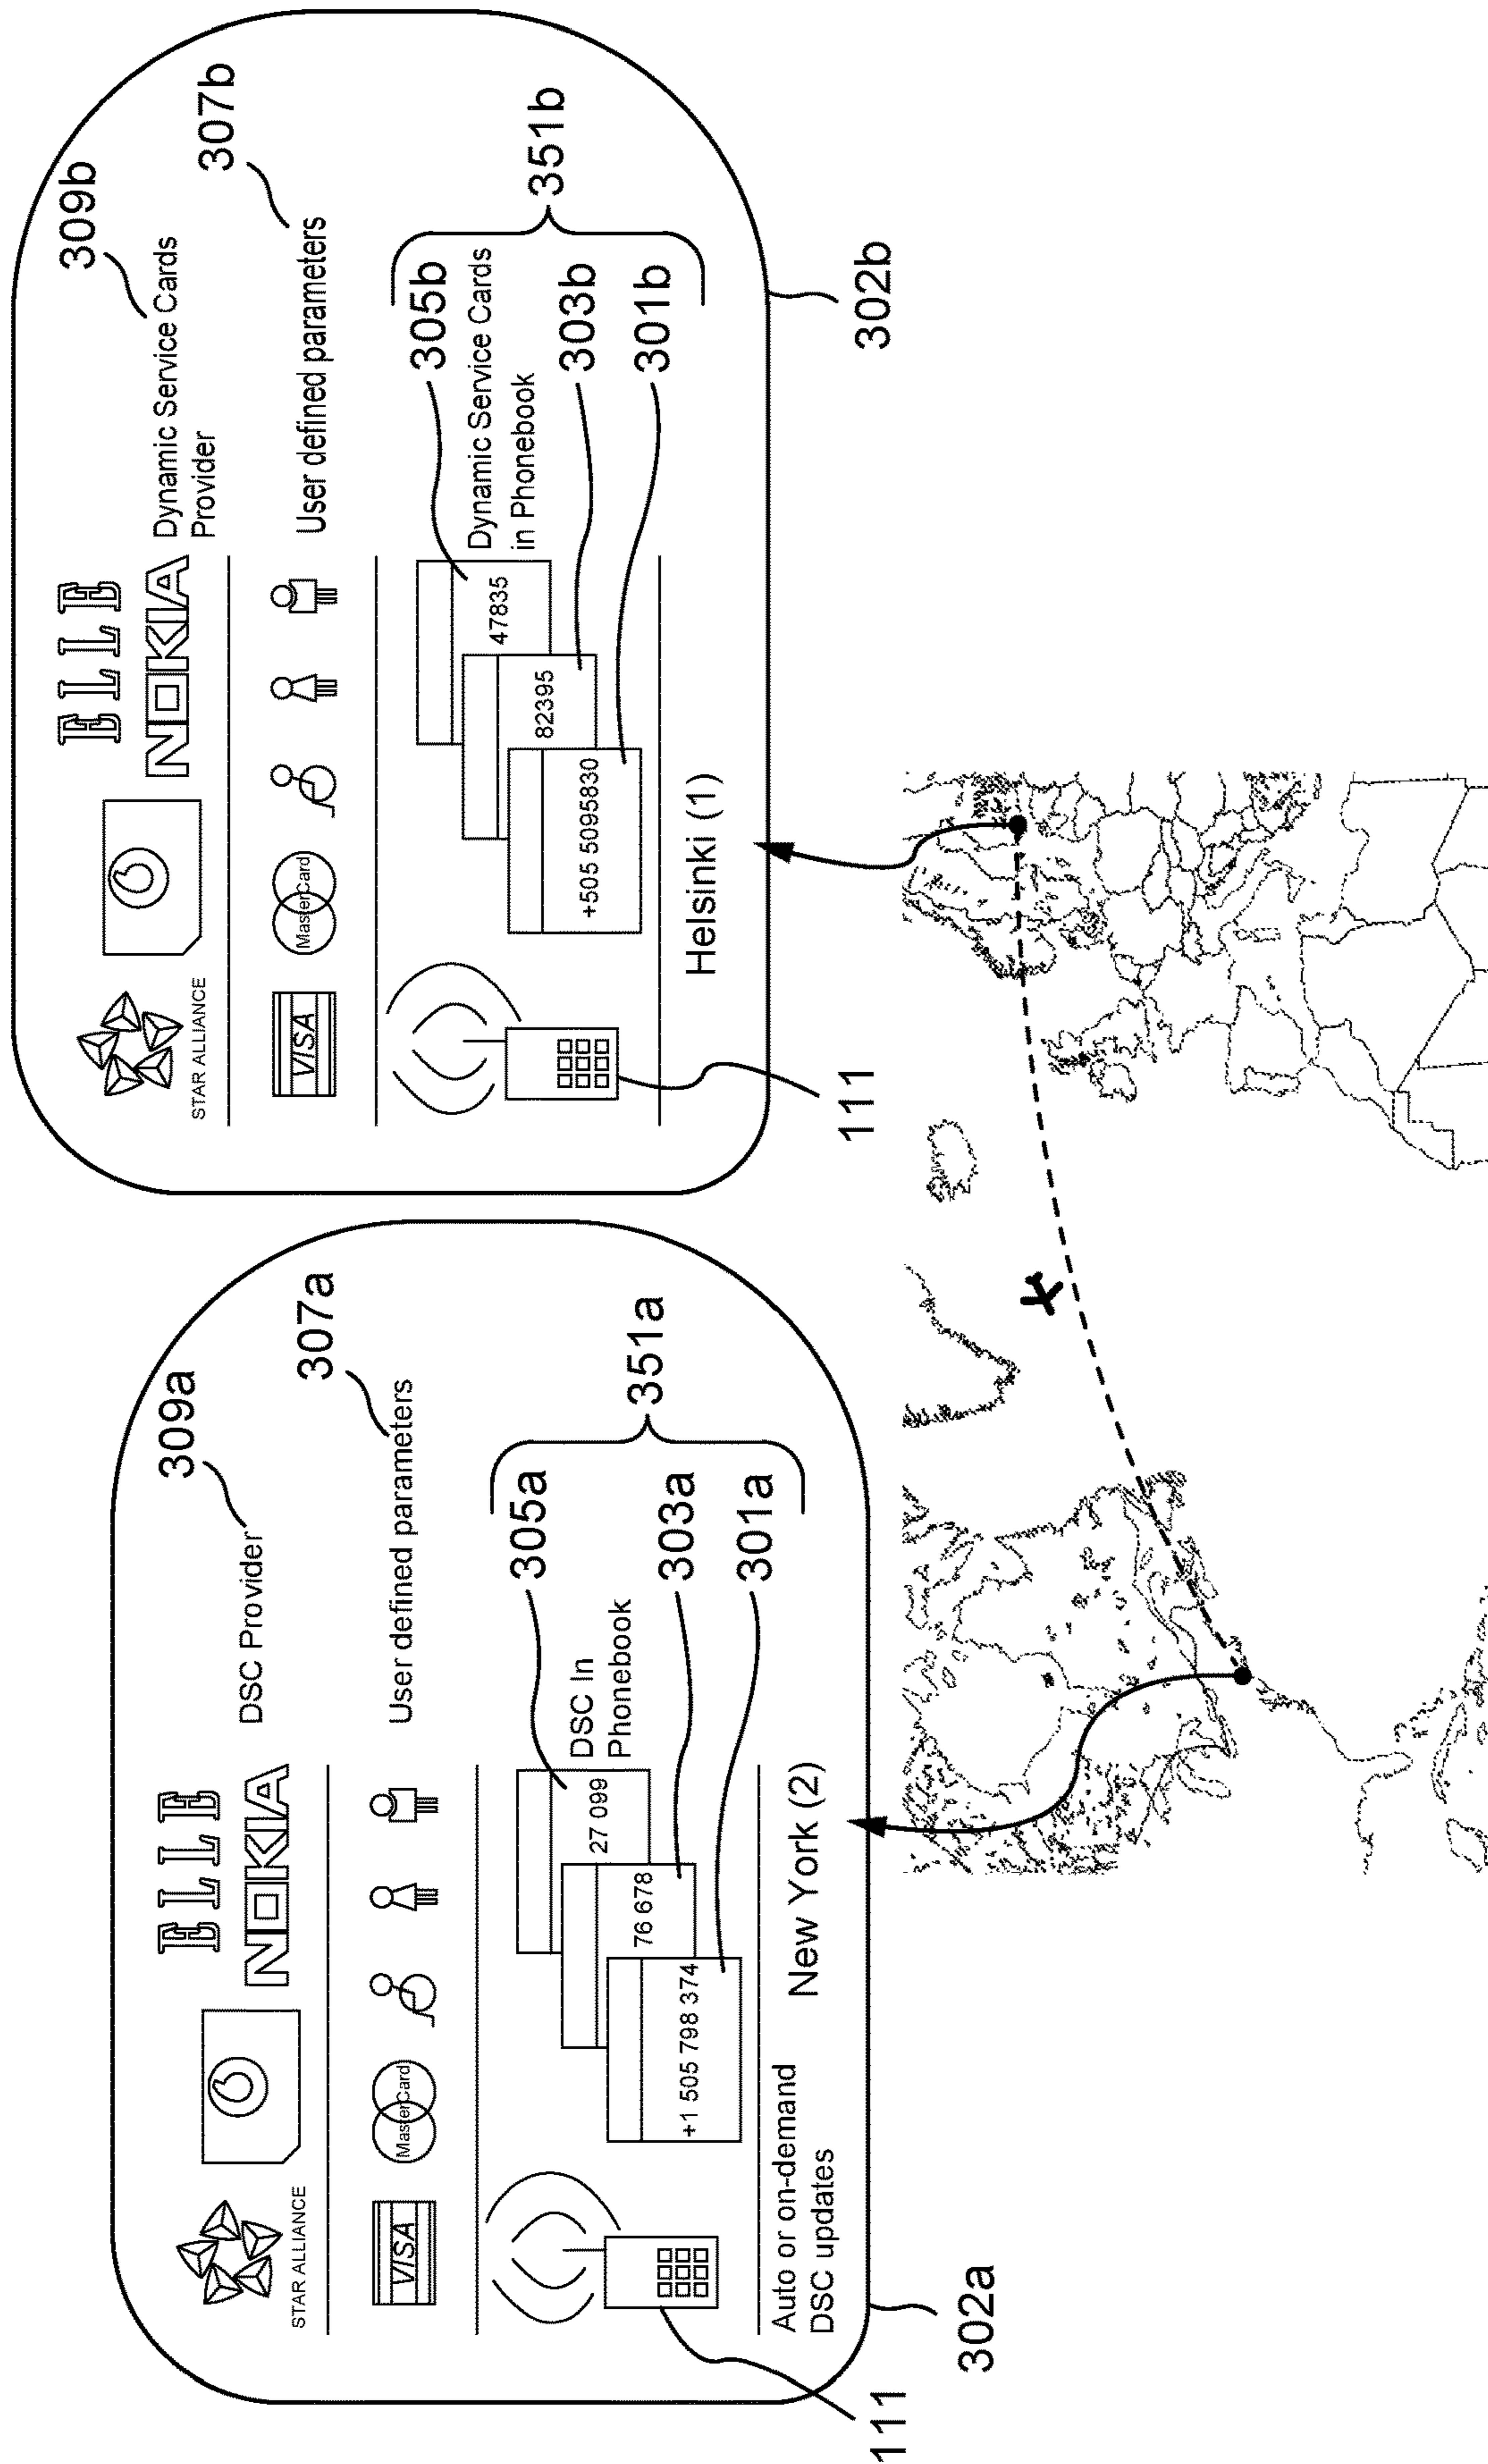 309a
DSC Provider
307a
User defined parameters
351a
305a
303a
301a
DSC In
Phonebook
ELLE
NOKIA
STAR ALLIANCE
VISA
MasterCard
27 099
76 678
+1 505 798 374
Auto or on-demand
DSC updates
New York (2)
111
302a
309b
Dynamic Service Cards
Provider
307b
User defined parameters
351b
305b
303b
301b
Dynamic Service Cards
in Phonebook
ELLE
NOKIA
STAR ALLIANCE
VISA
MasterCard
47835
82395
+505 5095830
Helsinki (1)
111
302b